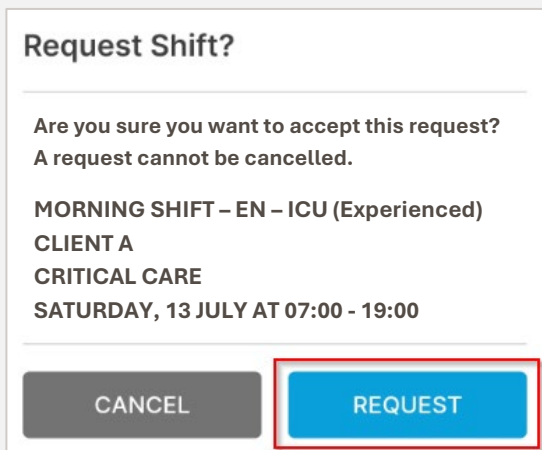 Request Shift?
Are you sure you want to accept this request?
A request cannot be cancelled.
MORNING SHIFT – EN – ICU (Experienced)
CLIENT A
CRITICAL CARE
SATURDAY, 13 JULY AT 07:00 - 19:00
CANCEL
REQUEST